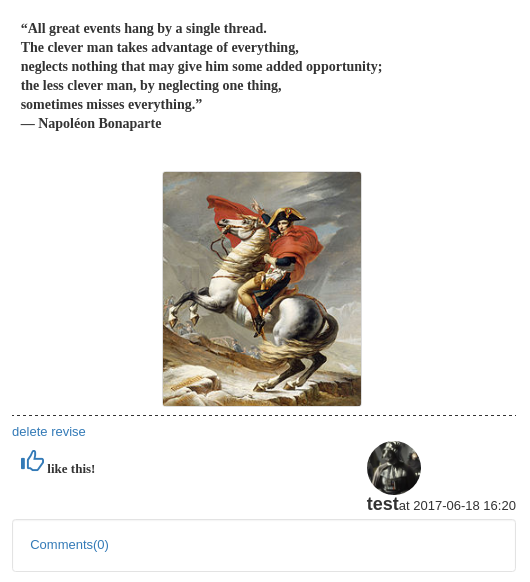 “All great events hang by a single thread.
The clever man takes advantage of everything,
neglects nothing that may give him some added opportunity;
the less clever man, by neglecting one thing,
sometimes misses everything.”
— Napoléon Bonaparte
delete revise
like this!
testat 2017-06-18 16:20
Comments(0)